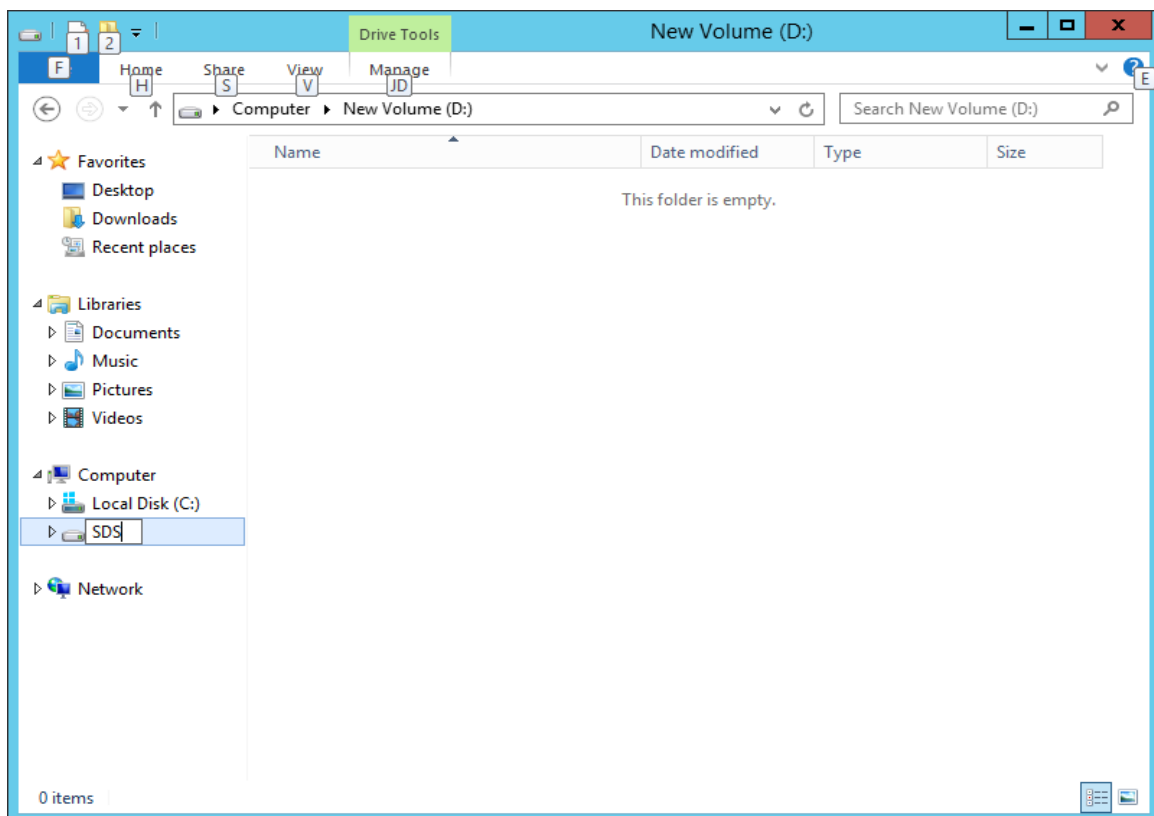 Drive Tools New Volume (D:)
1 2
F Home Share View Manage
H S V JD E
Computer New Volume (D:) Search New Volume (D:)
Name Date modified Type Size
This folder is empty.
Favorites
Desktop
Downloads
Recent places
Libraries
Documents
Music
Pictures
Videos
Computer
Local Disk (C:)
SDS
Network
0 items